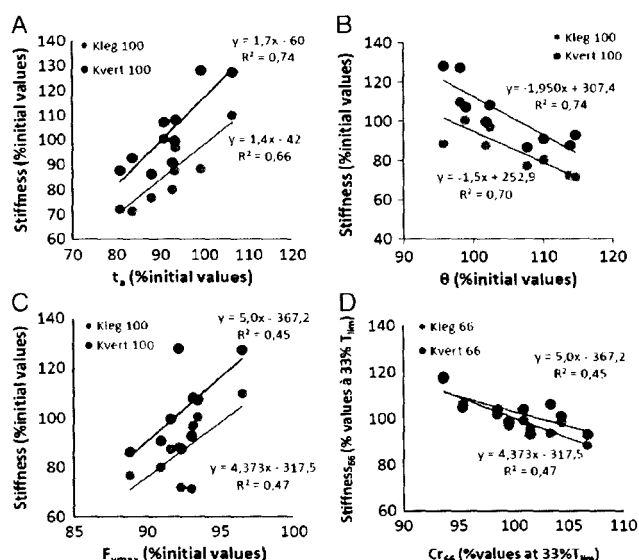 A
Kleg 100
Kvert 100
y = 1,7x - 60
R² = 0,74
y = 1,4x - 42
R² = 0,66
Stiffness (%initial values)
150
140
130
120
110
100
90
80
70
60
70 80 90 100 110 120
tₐ (%initial values)
B
Kleg 100
Kvert 100
y = -1,950x + 307,4
R² = 0,74
y = -1,5x + 252,9
R² = 0,70
Stiffness (%initial values)
140
120
100
80
60
40
90 100 110 120
θ (%initial values)
C
Kleg 100
Kvert 100
y = 5,0x - 367,2
R² = 0,45
y = 4,373x - 317,5
R² = 0,47
Stiffness (%initial values)
140
120
100
80
60
85 90 95 100
(%initial values)
D
Kleg 66
Kvert 66
y = 5,0x - 367,2
R² = 0,45
y = 4,373x - 317,5
R² = 0,47
Stiffness₆₆ (% values à 33% Tlim)
140
120
100
80
60
90 95 100 105 110
Cr₆₆ (%values at 33%Tlim)